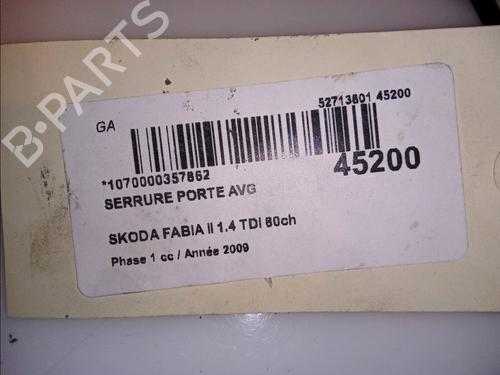 B-PARTS
GA
52713801 45200
*1070000357862
45200
SERRURE PORTE AVG
SKODA FABIA II 1.4 TDI 80ch
Phase 1 cc / Année 2009